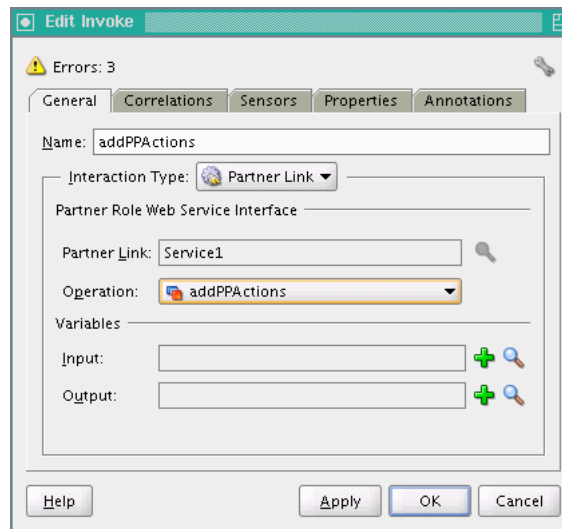 Edit Invoke
Errors: 3
General Correlations Sensors Properties Annotations
Name: addPPActions
Interaction Type: Partner Link
Partner Role Web Service Interface
Partner Link: Service1
Operation: addPPActions
Variables
Input:
Output:
Help Apply OK Cancel